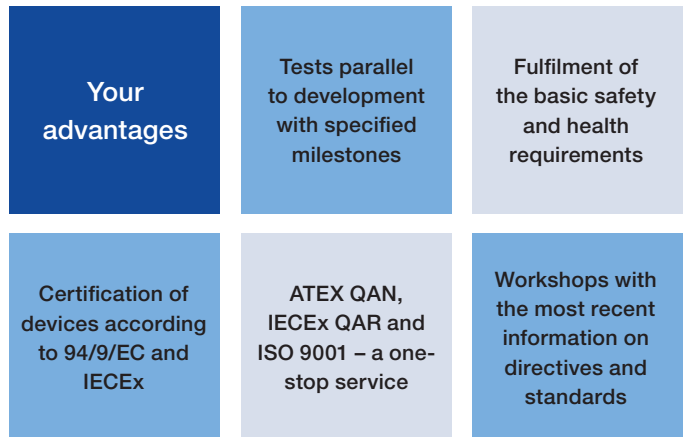 Your
advantages
Tests parallel
to development
with specified
milestones
Fulfilment of
the basic safety
and health
requirements
Certification of
devices according
to 94/9/EC and
IECEx
ATEX QAN,
IECEx QAR and
ISO 9001 – a one-
stop service
Workshops with
the most recent
information on
directives and
standards